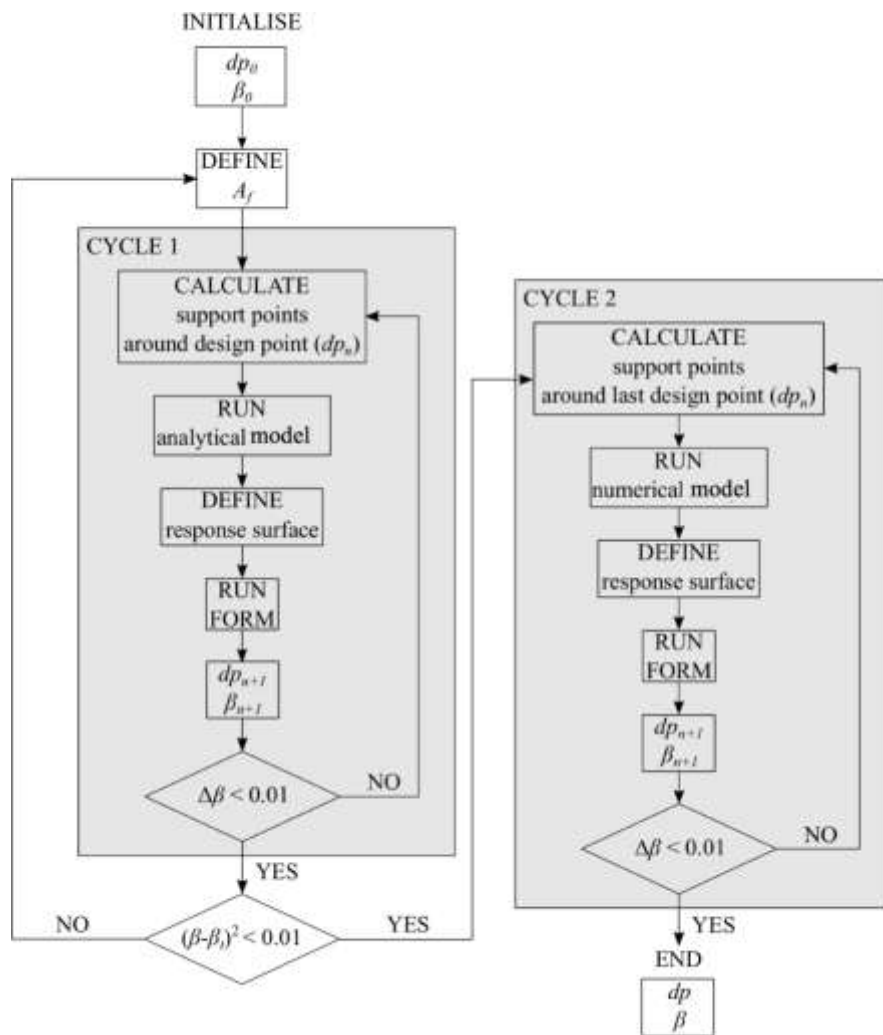 INITIALISE
dp₀
β₀
DEFINE
A_f
CYCLE 1
CALCULATE
support points
around design point (dpₙ)
RUN
analytical model
DEFINE
response surface
RUN
FORM
dpₙ₊₁
βₙ₊₁
Δβ < 0.01
NO
YES
(β-βₜ)² < 0.01
NO
YES
CYCLE 2
CALCULATE
support points
around last design point (dpₙ)
RUN
numerical model
DEFINE
response surface
RUN
FORM
dpₙ₊₁
βₙ₊₁
Δβ < 0.01
NO
YES
END
dp
β